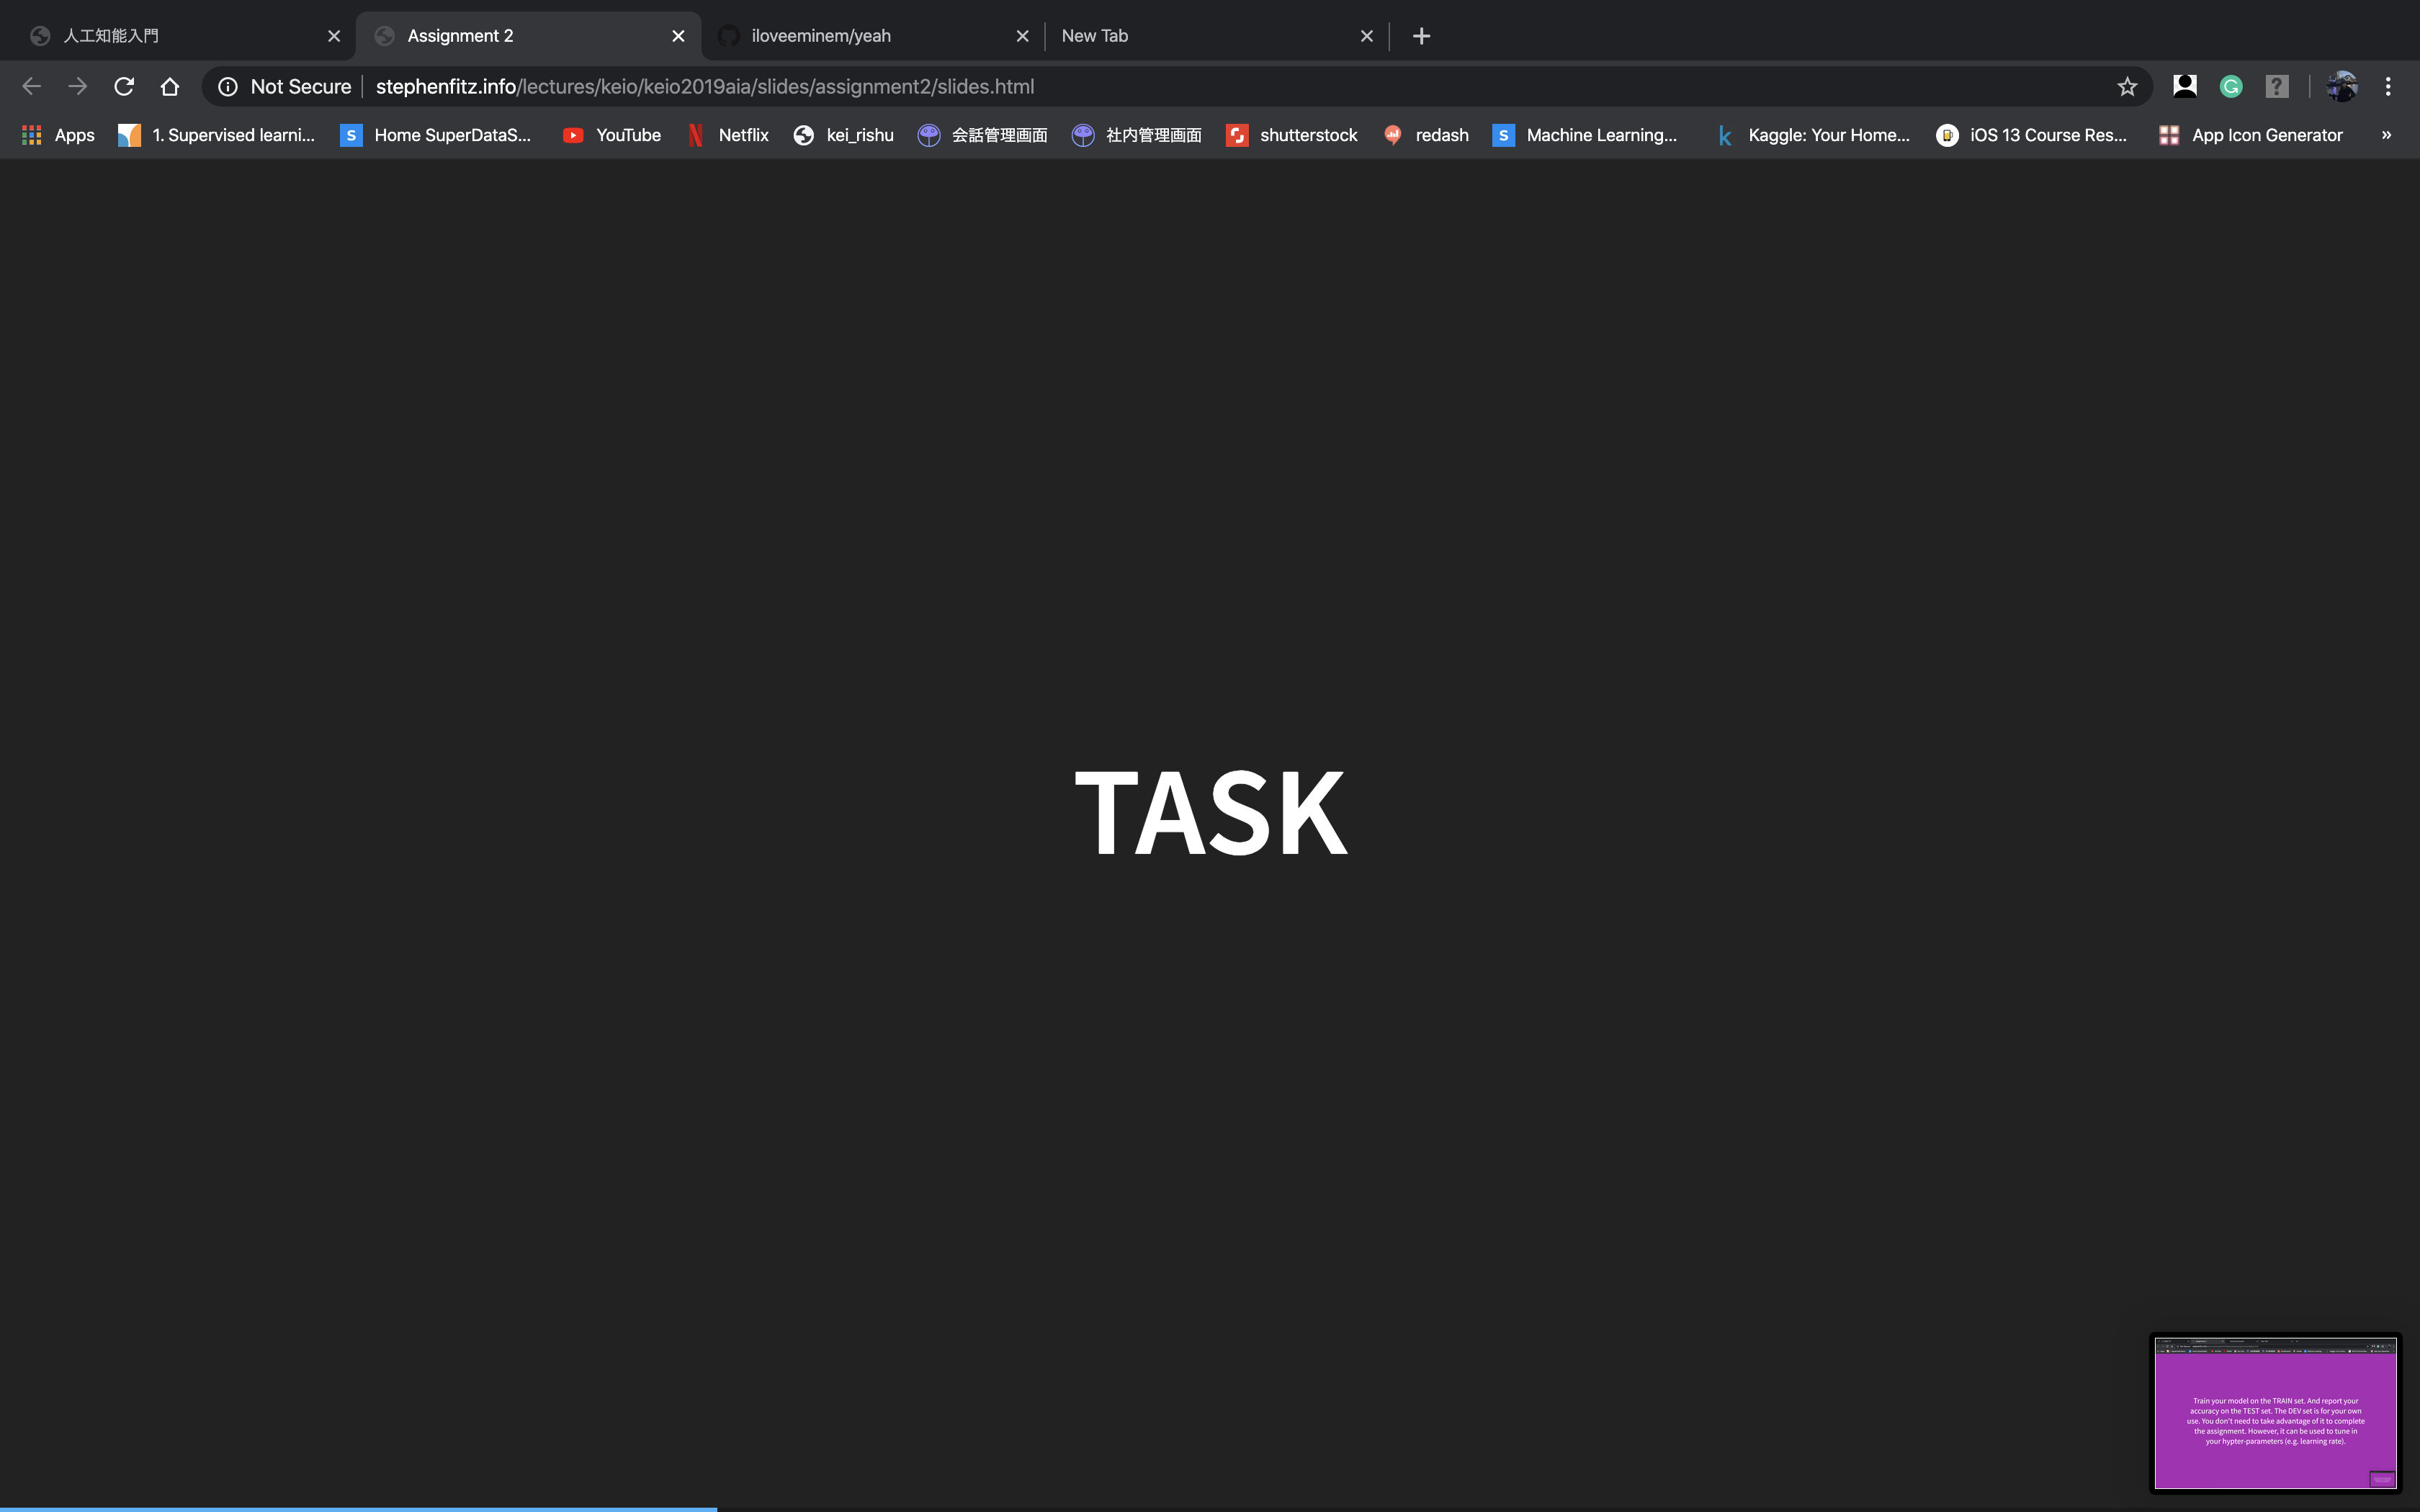 人工知能入門
Assignment 2
iloveeminem/yeah
New Tab
Not Secure
stephenfitz.info/lectures/keio/keio2019aia/slides/assignment2/slides.html
Apps
1. Supervised learni...
Home SuperDataS...
YouTube
Netflix
kei_rishu
会話管理画面
社内管理画面
shutterstock
redash
Machine Learning...
Kaggle: Your Home...
iOS 13 Course Res...
App Icon Generator
»
TASK
Train your model on the TRAIN set. And report your
accuracy on the TEST set. The DEV set is for your own
use. You don't need to take advantage of it to complete
the assignment. However, it can be used to tune in
your hypter-parameters (e.g. learning rate).